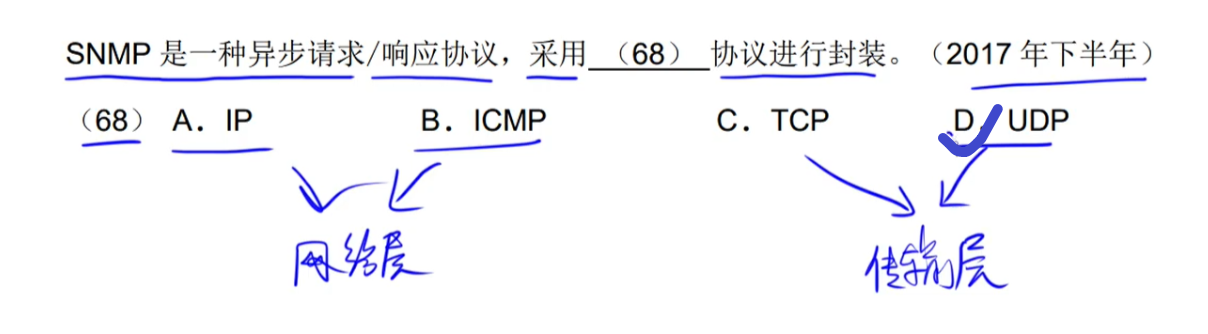 SNMP 是一种异步请求/响应协议，采用 （68） 协议进行封装。（2017 年下半年）
（68） A．IP B．ICMP C．TCP D．UDP
网络层 传输层